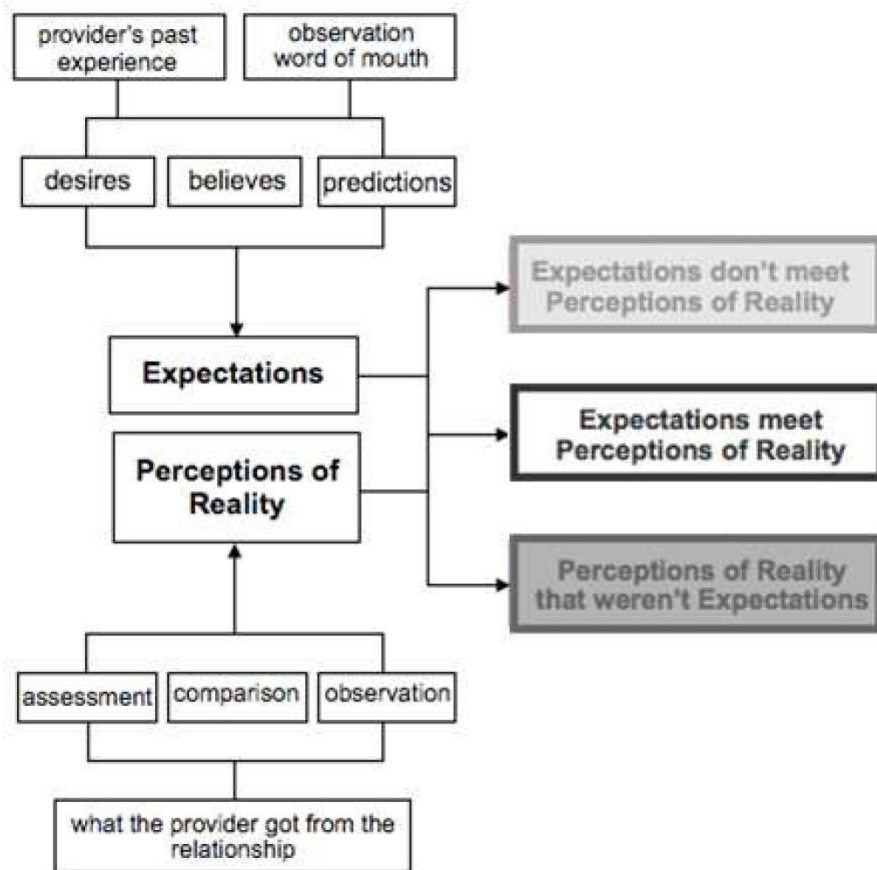 provider's past
experience
observation
word of mouth
desires
believes
predictions
Expectations don't meet
Perceptions of Reality
Expectations
Expectations meet
Perceptions of Reality
Perceptions of
Reality
Perceptions of Reality
that weren't Expectations
assessment
comparison
observation
what the provider got from the
relationship